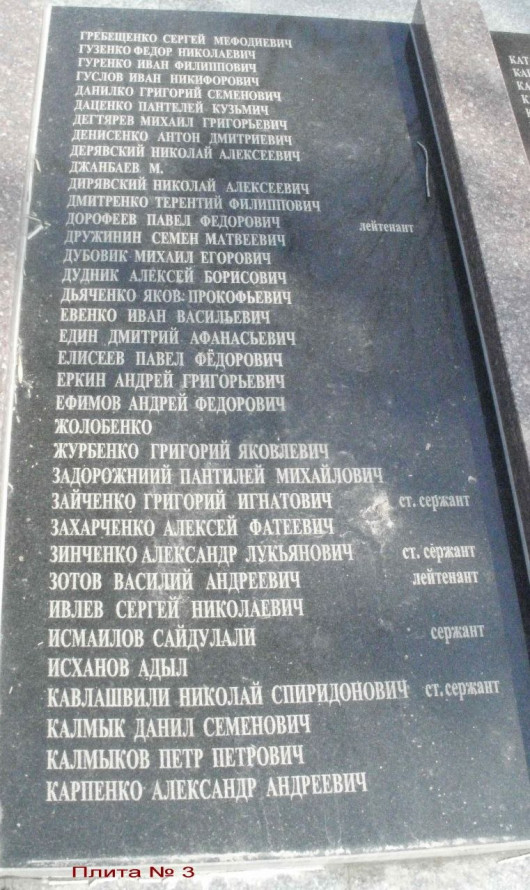 ГРЕБЕЩЕНКО СЕРГЕЙ МЕФОДИЕВИЧ
ГУЗЕНКО ФЕДОР НИКОЛАЕВИЧ
ГУРЕНКО ИВАН ФИЛИППОВИЧ
ГУСЛОВ ИВАН НИКИФОРОВИЧ
ДАНИЛКО ГРИГОРИЙ СЕМЕНОВИЧ
ДАЦЕНКО ПАНТЕЛЕЙ КУЗЬМИЧ
ДЕГТЯРЕВ МИХАИЛ ГРИГОРЬЕВИЧ
ДЕНИСЕНКО АНТОН ДМИТРИЕВИЧ
ДЕРЯВСКИЙ НИКОЛАЙ АЛЕКСЕЕВИЧ
ДЖАНБАЕВ М.
ДИРЯВСКИЙ НИКОЛАЙ АЛЕКСЕЕВИЧ
ДМИТРЕНКО ТЕРЕНТИЙ ФИЛИППОВИЧ
ДОРОФЕЕВ ПАВЕЛ ФЕДОРОВИЧ лейтенант
ДРУЖИНИН СЕМЕН МАТВЕЕВИЧ
ДУБОВИК МИХАИЛ ЕГОРОВИЧ
ДУДНИК АЛЕКСЕЙ БОРИСОВИЧ
ДЬЯЧЕНКО ЯКОВ ПРОКОФЬЕВИЧ
ЕВЕНКО ИВАН ВАСИЛЬЕВИЧ
ЕДИН ДМИТРИЙ АФАНАСЬЕВИЧ
ЕЛИСЕЕВ ПАВЕЛ ФЁДОРОВИЧ
ЕРКИН АНДРЕЙ ГРИГОРЬЕВИЧ
ЕФИМОВ АНДРЕЙ ФЕДОРОВИЧ
ЖОЛОБЕНКО
ЖУРБЕНКО ГРИГОРИЙ ЯКОВЛЕВИЧ
ЗАДОРОЖНИИЙ ПАНТИЛЕЙ МИХАЙЛОВИЧ
ЗАЙЧЕНКО ГРИГОРИЙ ИГНАТОВИЧ ст. сержант
ЗАХАРЧЕНКО АЛЕКСЕЙ ФАТЕЕВИЧ
ЗИНЧЕНКО АЛЕКСАНДР ЛУКЬЯНОВИЧ ст. сержант
ЗОТОВ ВАСИЛИЙ АНДРЕЕВИЧ лейтенант
ИВЛЕВ СЕРГЕЙ НИКОЛАЕВИЧ
ИСМАИЛОВ САЙДУЛАЛИ сержант
ИСХАНОВ АДЫЛ
КАВЛАШВИЛИ НИКОЛАЙ СПИРИДОНОВИЧ ст. сержант
КАЛМЫК ДАНИЛ СЕМЕНОВИЧ
КАЛМЫКОВ ПЕТР ПЕТРОВИЧ
КАРПЕНКО АЛЕКСАНДР АНДРЕЕВИЧ
Плита № 3